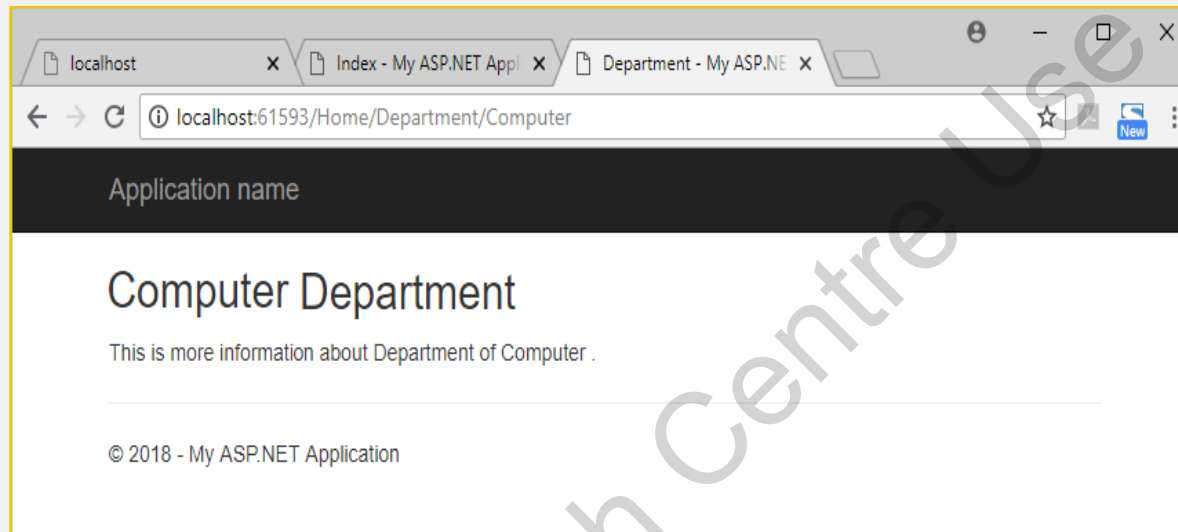 localhost
Index - My ASP.NET Appl
Department - My ASP.NE
localhost:61593/Home/Department/Computer
New
Application name
Computer Department
This is more information about Department of Computer .
© 2018 - My ASP.NET Application
Centre Use